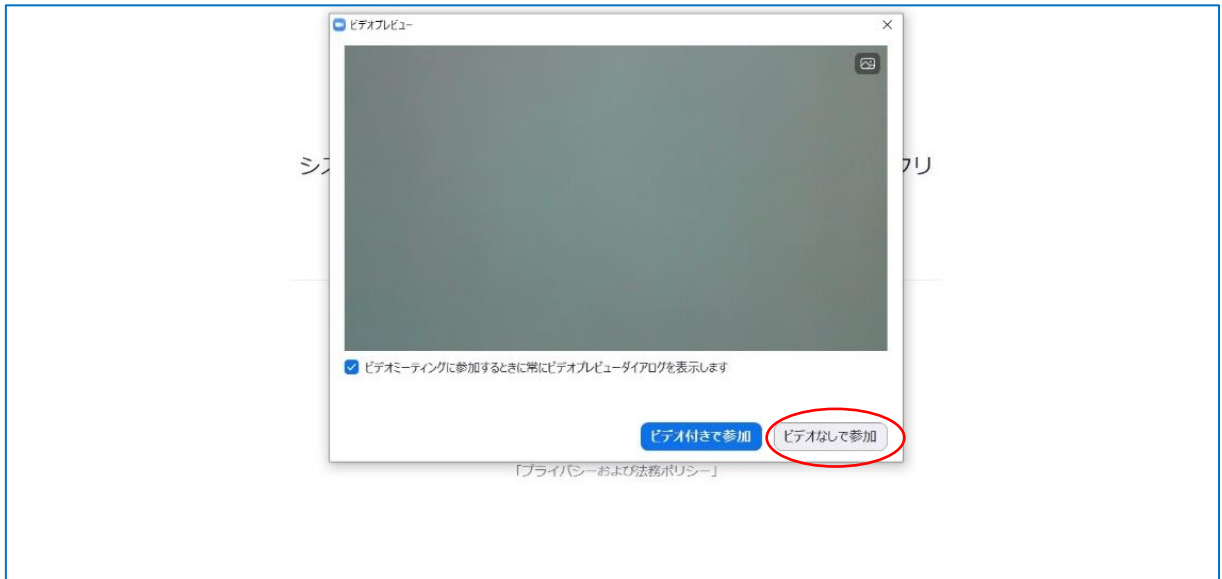 ビデオプレビュー
シス
クリ
ビデオミーティングに参加するときに常にビデオプレビューダイアログを表示します
ビデオ付きで参加
ビデオなしで参加
「プライバシーおよび法務ポリシー」